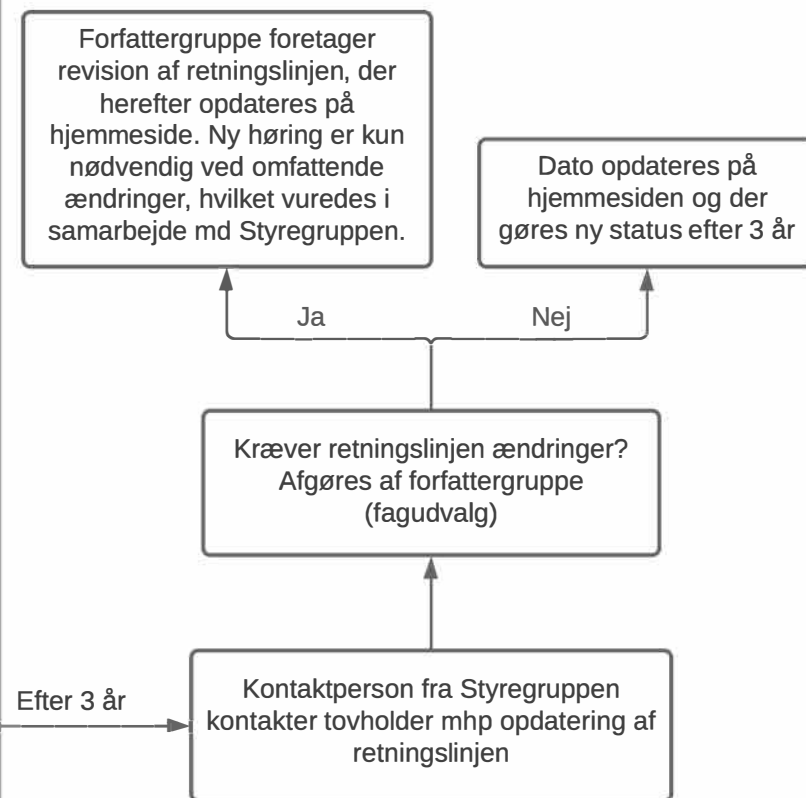 Forfattergruppe foretager
revision af retningslinjen, der
herefter opdateres på
hjemmeside. Ny høring er kun
nødvendig ved omfattende
ændringer, hvilket vuredes i
samarbejde md Styregruppen.
Dato opdateres på
hjemmesiden og der
gøres ny status efter 3 år
Ja
Nej
Kræver retningslinjen ændringer?
Afgøres af forfattergruppe
(fagudvalg)
Efter 3 år
Kontaktperson fra Styregruppen
kontakter tovholder mhp opdatering af
retningslinjen